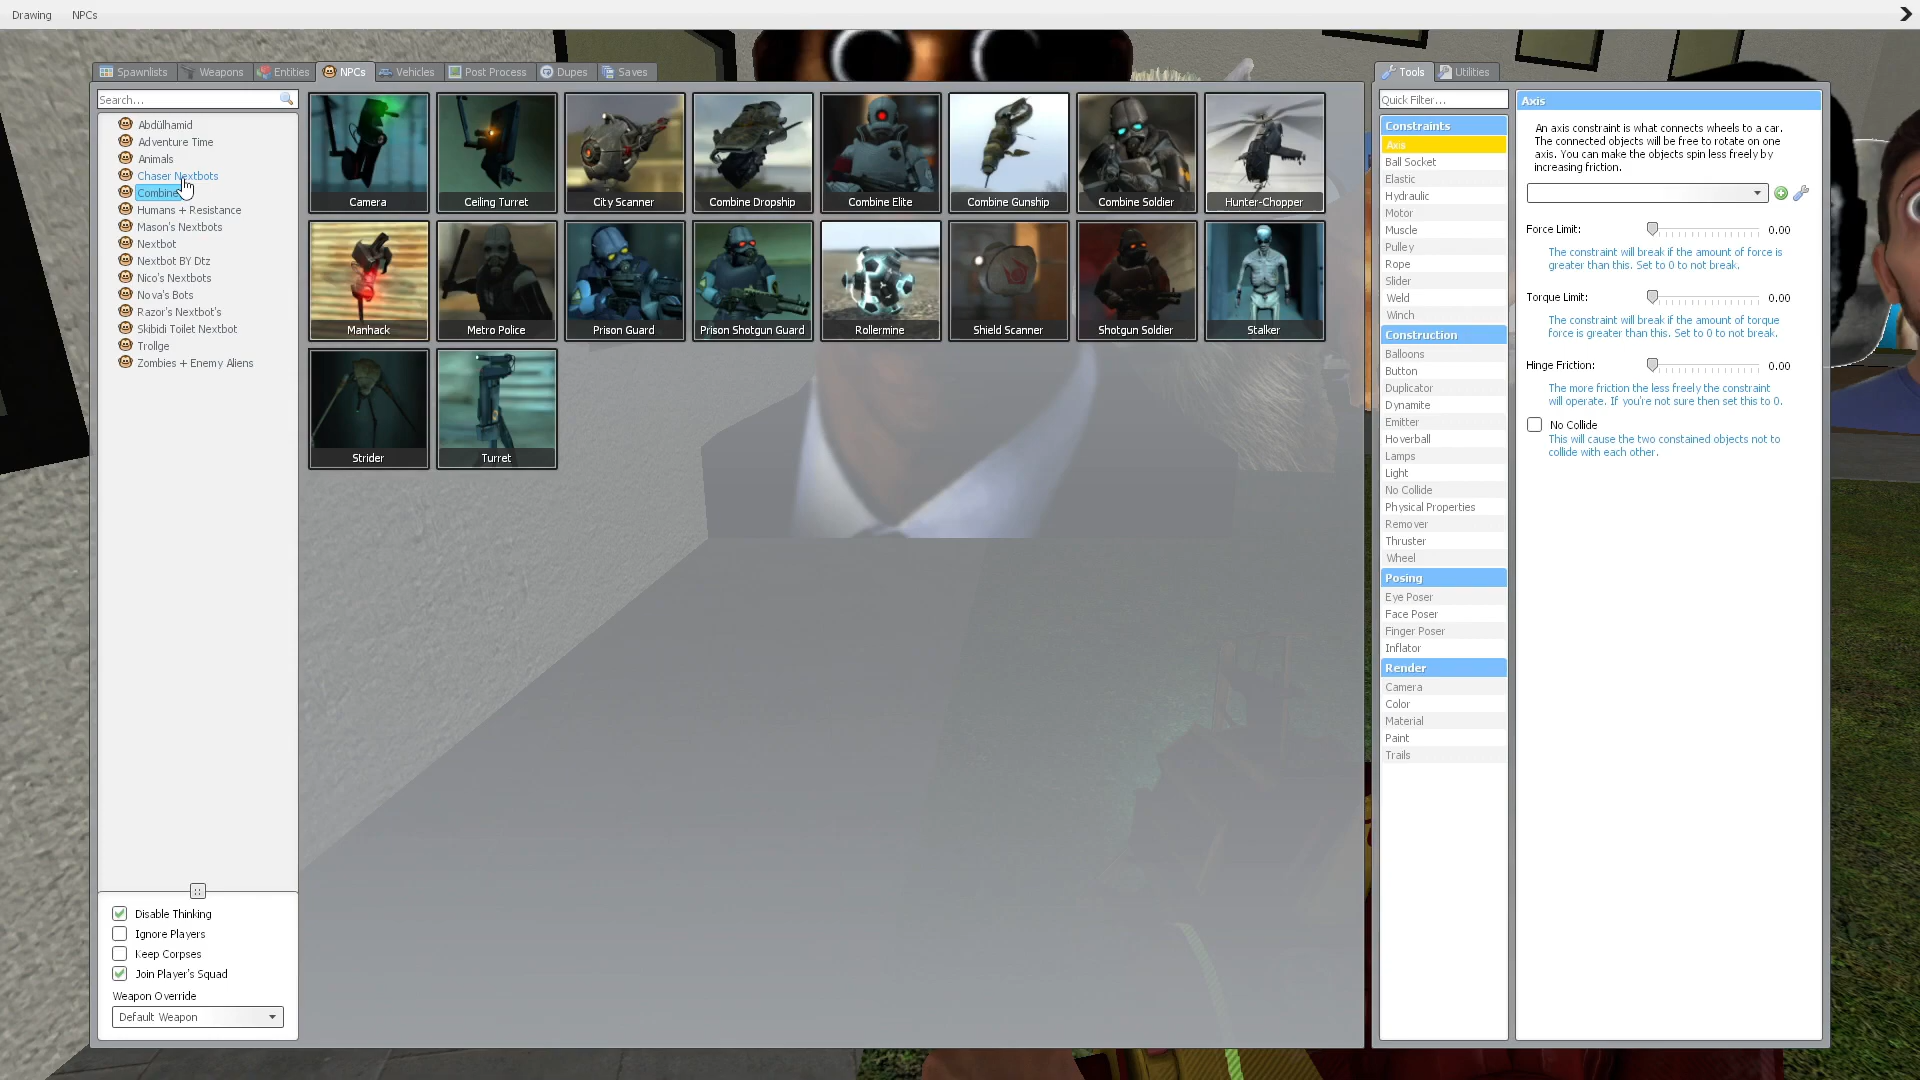 Drawing NPCs
Spawnlists Weapons Entities NPCs Vehicles Post Process Dupes Saves
Search...
Abdülhamid
Adventure Time
Animals
Chaser Nextbots
Combine
Humans + Resistance
Mason's Nextbots
Nextbot
Nextbot BY Dtz
Nico's Nextbots
Nova's Bots
Razor's Nextbot's
Skibidi Toilet Nextbot
Trollge
Zombies + Enemy Aliens
Disable Thinking
Ignore Players
Keep Corpses
Join Player's Squad
Weapon Override
Default Weapon
Camera Ceiling Turret City Scanner Combine Dropship Combine Elite Combine Gunship Combine Soldier Hunter-Chopper
Manhack Metro Police Prison Guard Prison Shotgun Guard Rollermine Shield Scanner Shotgun Soldier Stalker
Strider Turret
Tools Utilities
Quick Filter...
Constraints
Axis
Ball Socket
Elastic
Hydraulic
Motor
Muscle
Pulley
Rope
Slider
Weld
Winch
Construction
Balloons
Button
Duplicator
Dynamite
Emitter
Hoverball
Lamps
Light
No Collide
Physical Properties
Remover
Thruster
Wheel
Posing
Eye Poser
Face Poser
Finger Poser
Inflator
Render
Camera
Color
Material
Paint
Trails
Axis
An axis constraint is what connects wheels to a car.
The connected objects will be free to rotate on one
axis. You can make the objects spin less freely by
increasing friction.
Force Limit: 0.00
The constraint will break if the amount of force is
greater than this. Set to 0 to not break.
Torque Limit: 0.00
The constraint will break if the amount of torque
force is greater than this. Set to 0 to not break.
Hinge Friction: 0.00
The more friction the less freely the constraint
will operate. If you're not sure then set this to 0.
No Collide
This will cause the two constained objects not to
collide with each other.